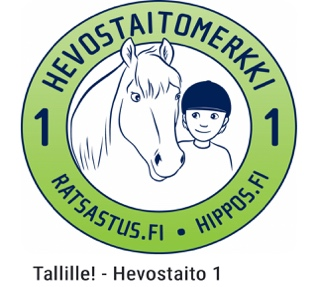 HEVOSTAITOMERKKI
1 1
RATSASTUS.FI • HIPPOS.FI
Tallille! - Hevostaito 1